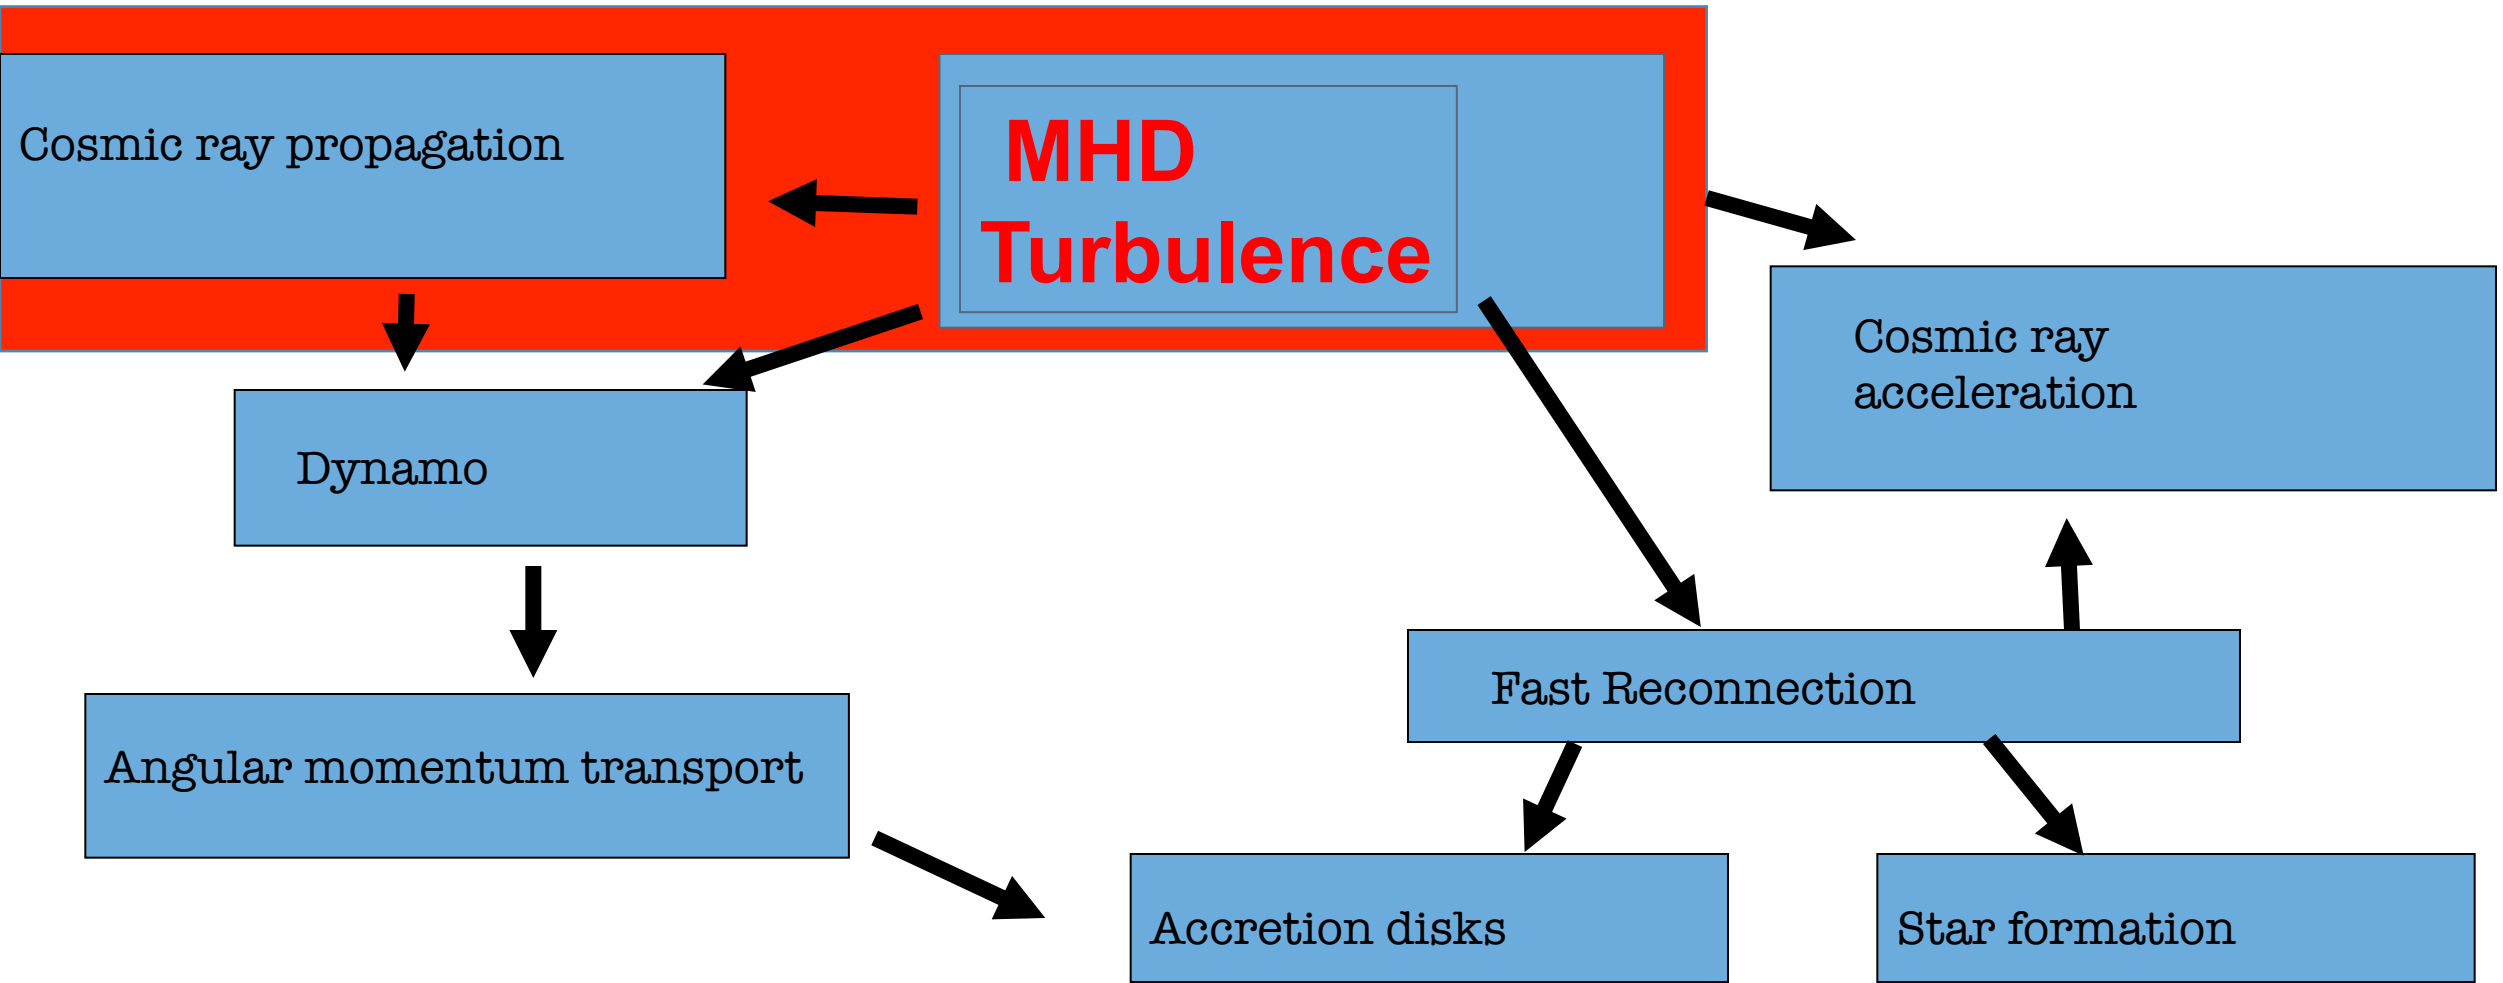 Cosmic ray propagation
MHD
Turbulence
Cosmic ray
acceleration
Dynamo
Fast Reconnection
Angular momentum transport
Accretion disks
Star formation